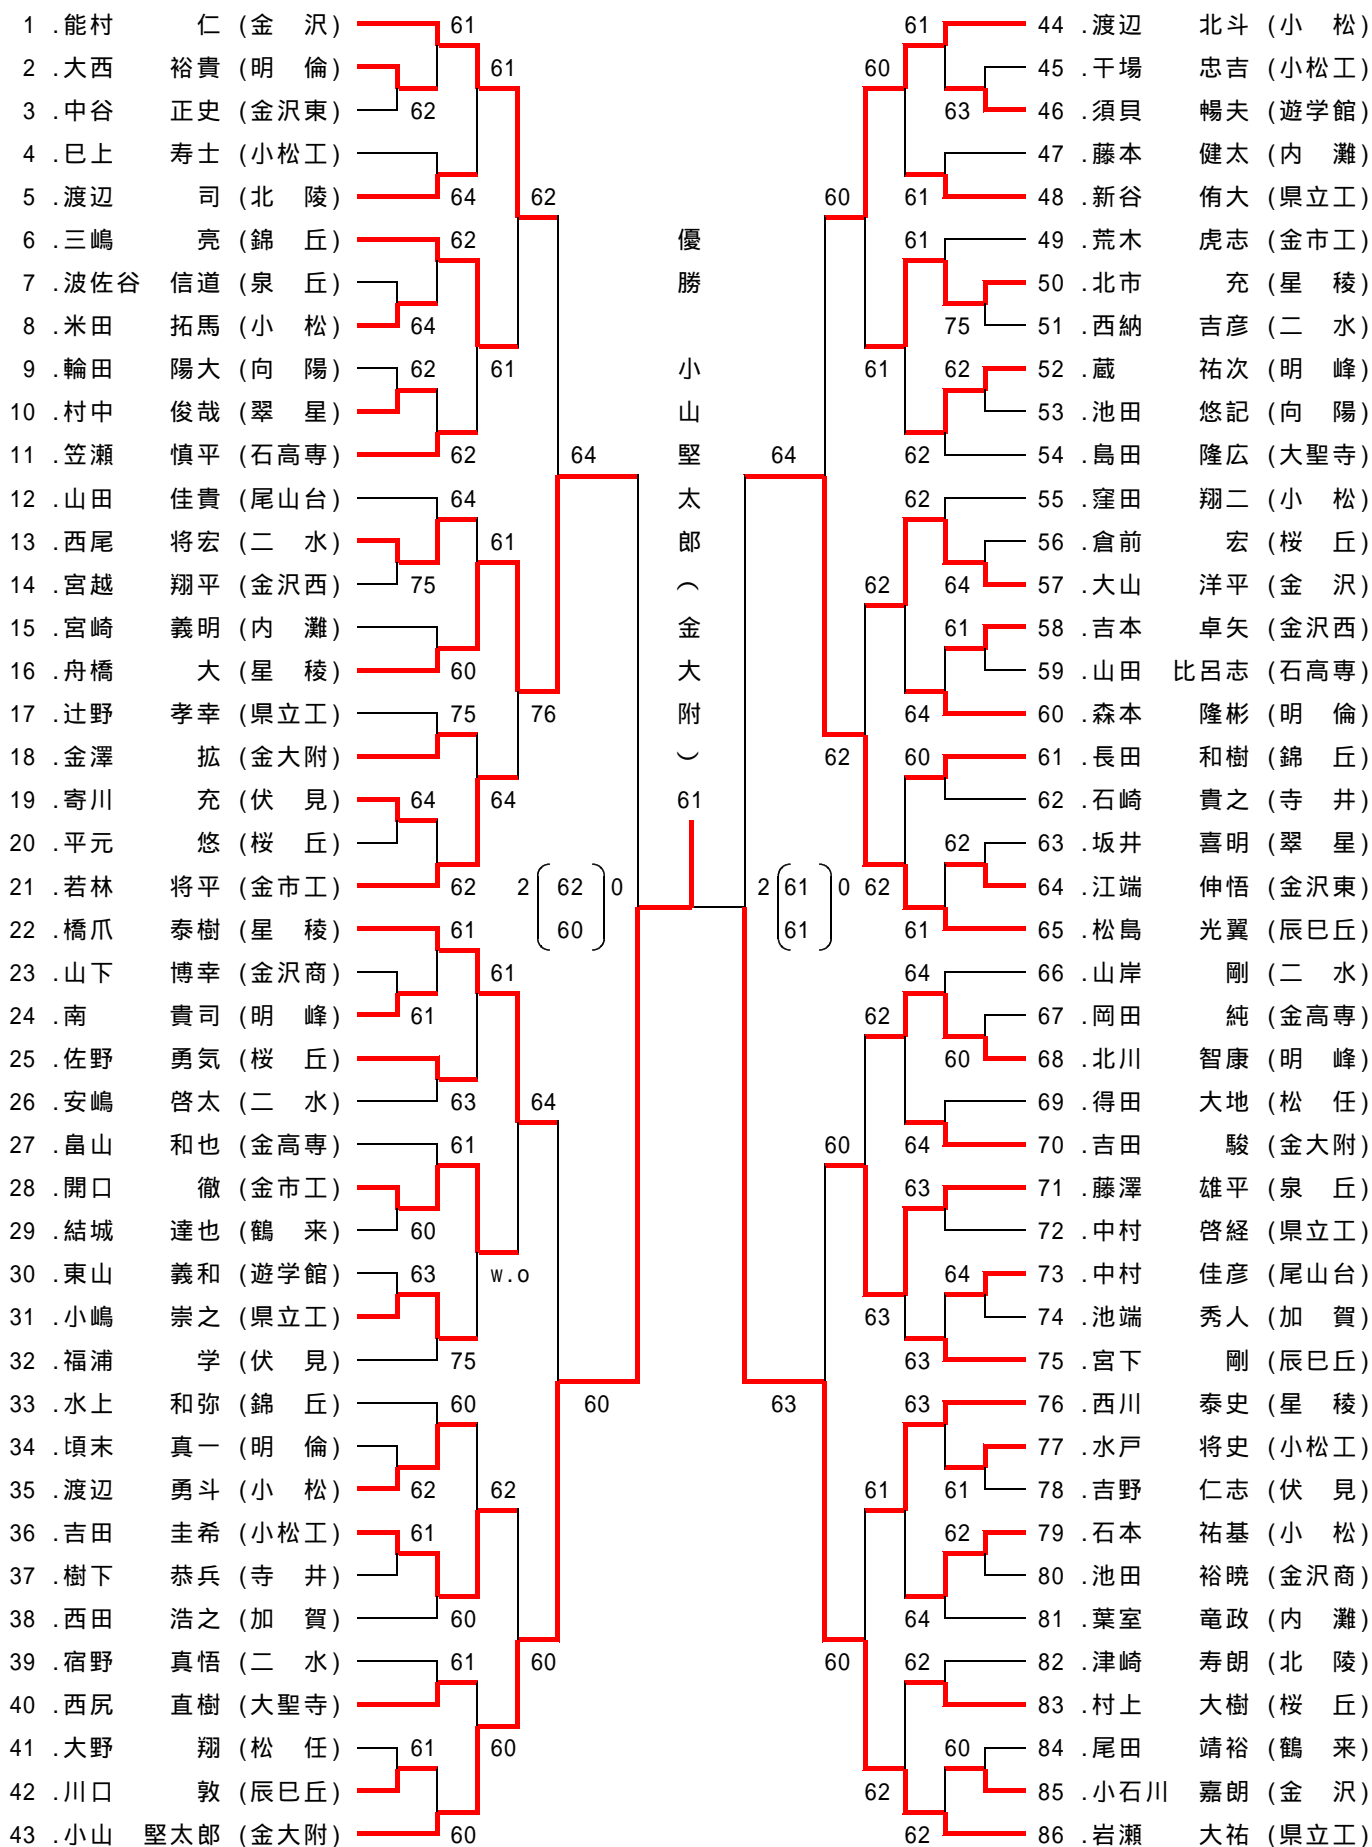 1 .能村 仁 (金 沢)
2 .大西 裕貴 (明 倫)
3 .中谷 正史 (金沢東)
4 .巳上 寿士 (小松工)
5 .渡辺 司 (北 陵)
6 .三嶋 亮 (錦 丘)
7 .波佐谷 信道 (泉 丘)
8 .米田 拓馬 (小 松)
9 .輪田 陽大 (向 陽)
10 .村中 俊哉 (翠 星)
11 .笠瀬 慎平 (石高専)
12 .山田 佳貴 (尾山台)
13 .西尾 将宏 (二 水)
14 .宮越 翔平 (金沢西)
15 .宮崎 義明 (内 灘)
16 .舟橋 大 (星 稜)
17 .辻野 孝幸 (県立工)
18 .金澤 拡 (金大附)
19 .寄川 充 (伏 見)
20 .平元 悠 (桜 丘)
21 .若林 将平 (金市工)
22 .橋爪 泰樹 (星 稜)
23 .山下 博幸 (金沢商)
24 .南 貴司 (明 峰)
25 .佐野 勇気 (桜 丘)
26 .安嶋 啓太 (二 水)
27 .畠山 和也 (金高専)
28 .開口 徹 (金市工)
29 .結城 達也 (鶴 来)
30 .東山 義和 (遊学館)
31 .小嶋 崇之 (県立工)
32 .福浦 学 (伏 見)
33 .水上 和弥 (錦 丘)
34 .頃末 真一 (明 倫)
35 .渡辺 勇斗 (小 松)
36 .吉田 圭希 (小松工)
37 .樹下 恭兵 (寺 井)
38 .西田 浩之 (加 賀)
39 .宿野 真悟 (二 水)
40 .西尻 直樹 (大聖寺)
41 .大野 翔 (松 任)
42 .川口 敦 (辰巳丘)
43 .小山 堅太郎 (金大附)
61
62
64
62
64
62
62
64
75
60
75
64
62
61
61
63
61
60
63
75
60
62
61
60
61
61
60
61
61
61
64
61
w.o
62
60
62
76
64
60
64
60
2 62 0
60
優勝 小山堅太郎(金大附)
61
2 61 0
61
64
63
60
62
60
60
60
61
62
62
62
63
61
62
61
63
61
61
75
62
62
62
64
61
64
60
62
61
64
60
64
63
64
63
63
61
62
64
62
60
62
44 .渡辺 北斗 (小 松)
45 .干場 忠吉 (小松工)
46 .須貝 暢夫 (遊学館)
47 .藤本 健太 (内 灘)
48 .新谷 侑大 (県立工)
49 .荒木 虎志 (金市工)
50 .北市 充 (星 稜)
51 .西納 吉彦 (二 水)
52 .蔵 祐次 (明 峰)
53 .池田 悠記 (向 陽)
54 .島田 隆広 (大聖寺)
55 .窪田 翔二 (小 松)
56 .倉前 宏 (桜 丘)
57 .大山 洋平 (金 沢)
58 .吉本 卓矢 (金沢西)
59 .山田 比呂志 (石高専)
60 .森本 隆彬 (明 倫)
61 .長田 和樹 (錦 丘)
62 .石崎 貴之 (寺 井)
63 .坂井 喜明 (翠 星)
64 .江端 伸悟 (金沢東)
65 .松島 光翼 (辰巳丘)
66 .山岸 剛 (二 水)
67 .岡田 純 (金高専)
68 .北川 智康 (明 峰)
69 .得田 大地 (松 任)
70 .吉田 駿 (金大附)
71 .藤澤 雄平 (泉 丘)
72 .中村 啓経 (県立工)
73 .中村 佳彦 (尾山台)
74 .池端 秀人 (加 賀)
75 .宮下 剛 (辰巳丘)
76 .西川 泰史 (星 稜)
77 .水戸 将史 (小松工)
78 .吉野 仁志 (伏 見)
79 .石本 祐基 (小 松)
80 .池田 裕暁 (金沢商)
81 .葉室 竜政 (内 灘)
82 .津崎 寿朗 (北 陵)
83 .村上 大樹 (桜 丘)
84 .尾田 靖裕 (鶴 来)
85 .小石川 嘉朗 (金 沢)
86 .岩瀬 大祐 (県立工)